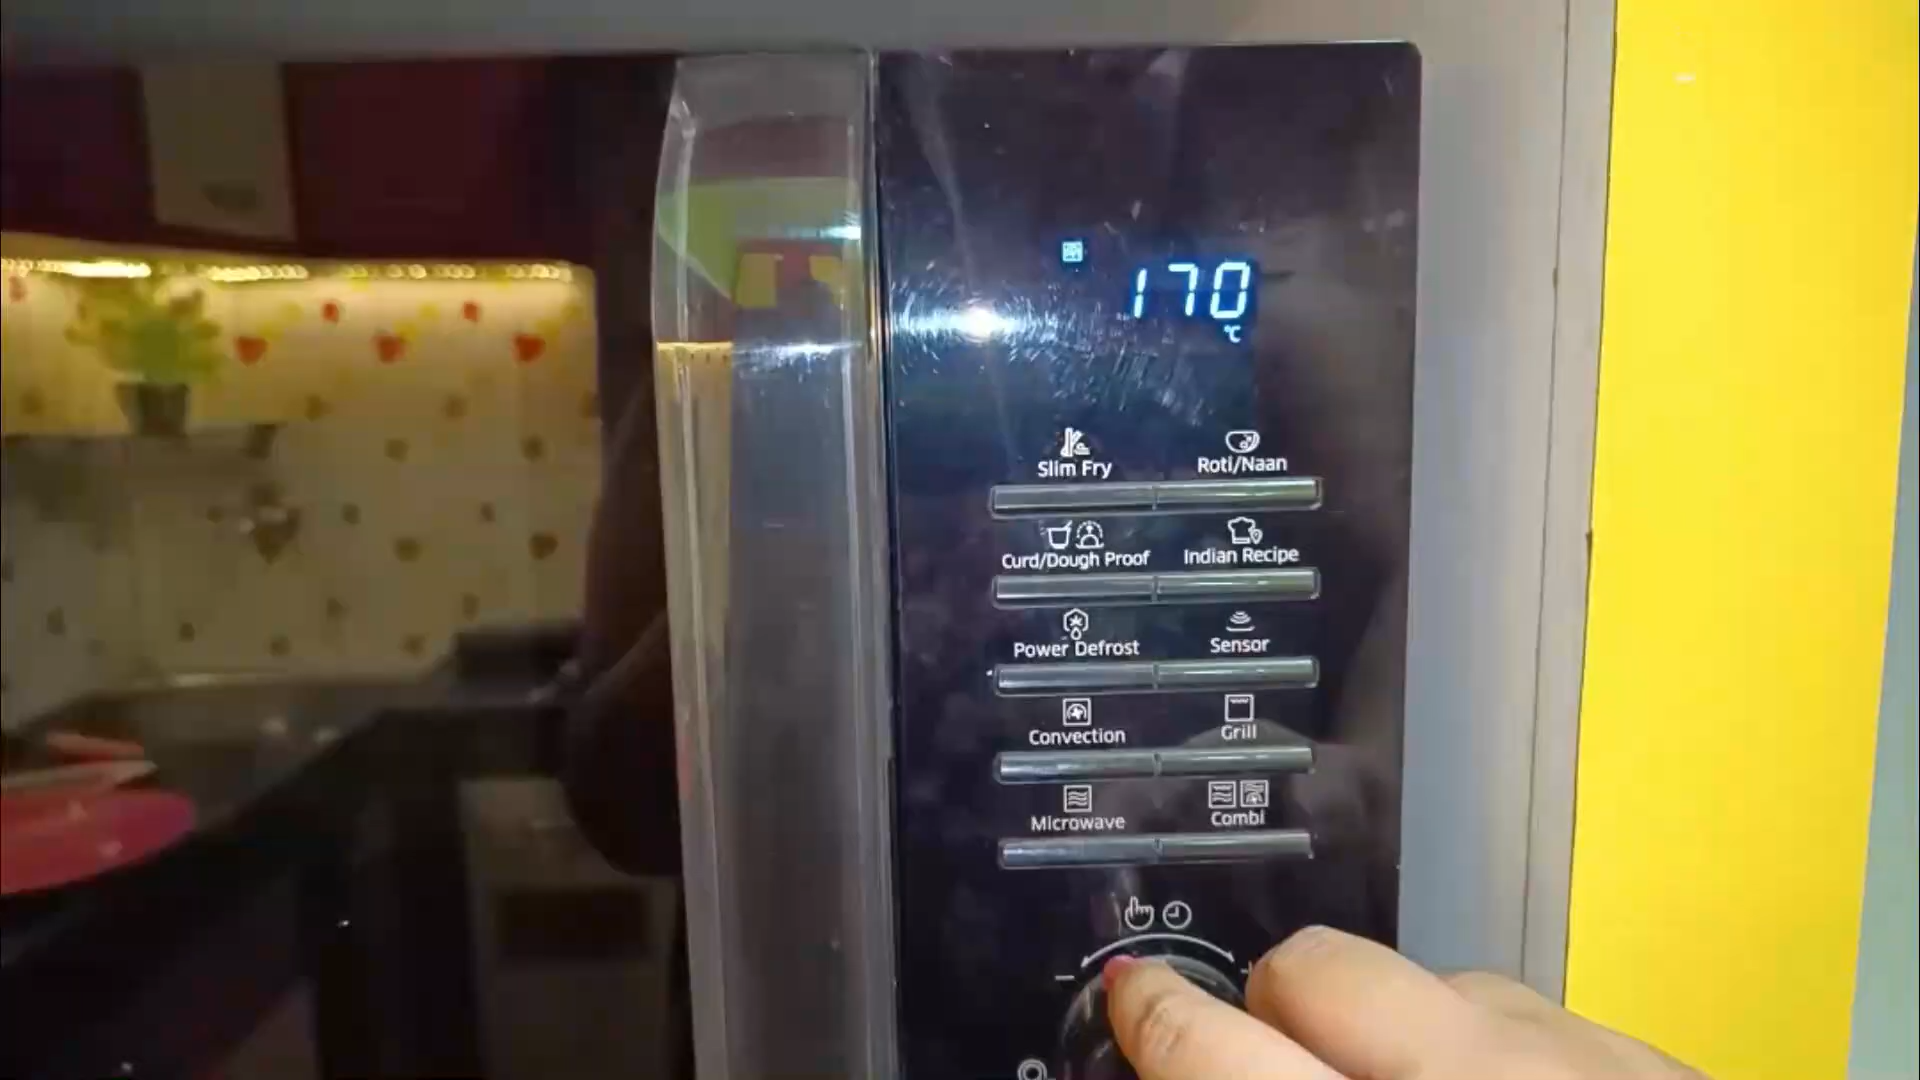 170
°C
Slim Fry Roti/Naan
Curd/Dough Proof Indian Recipe
Power Defrost Sensor
Convection Grill
Microwave Combi
- +